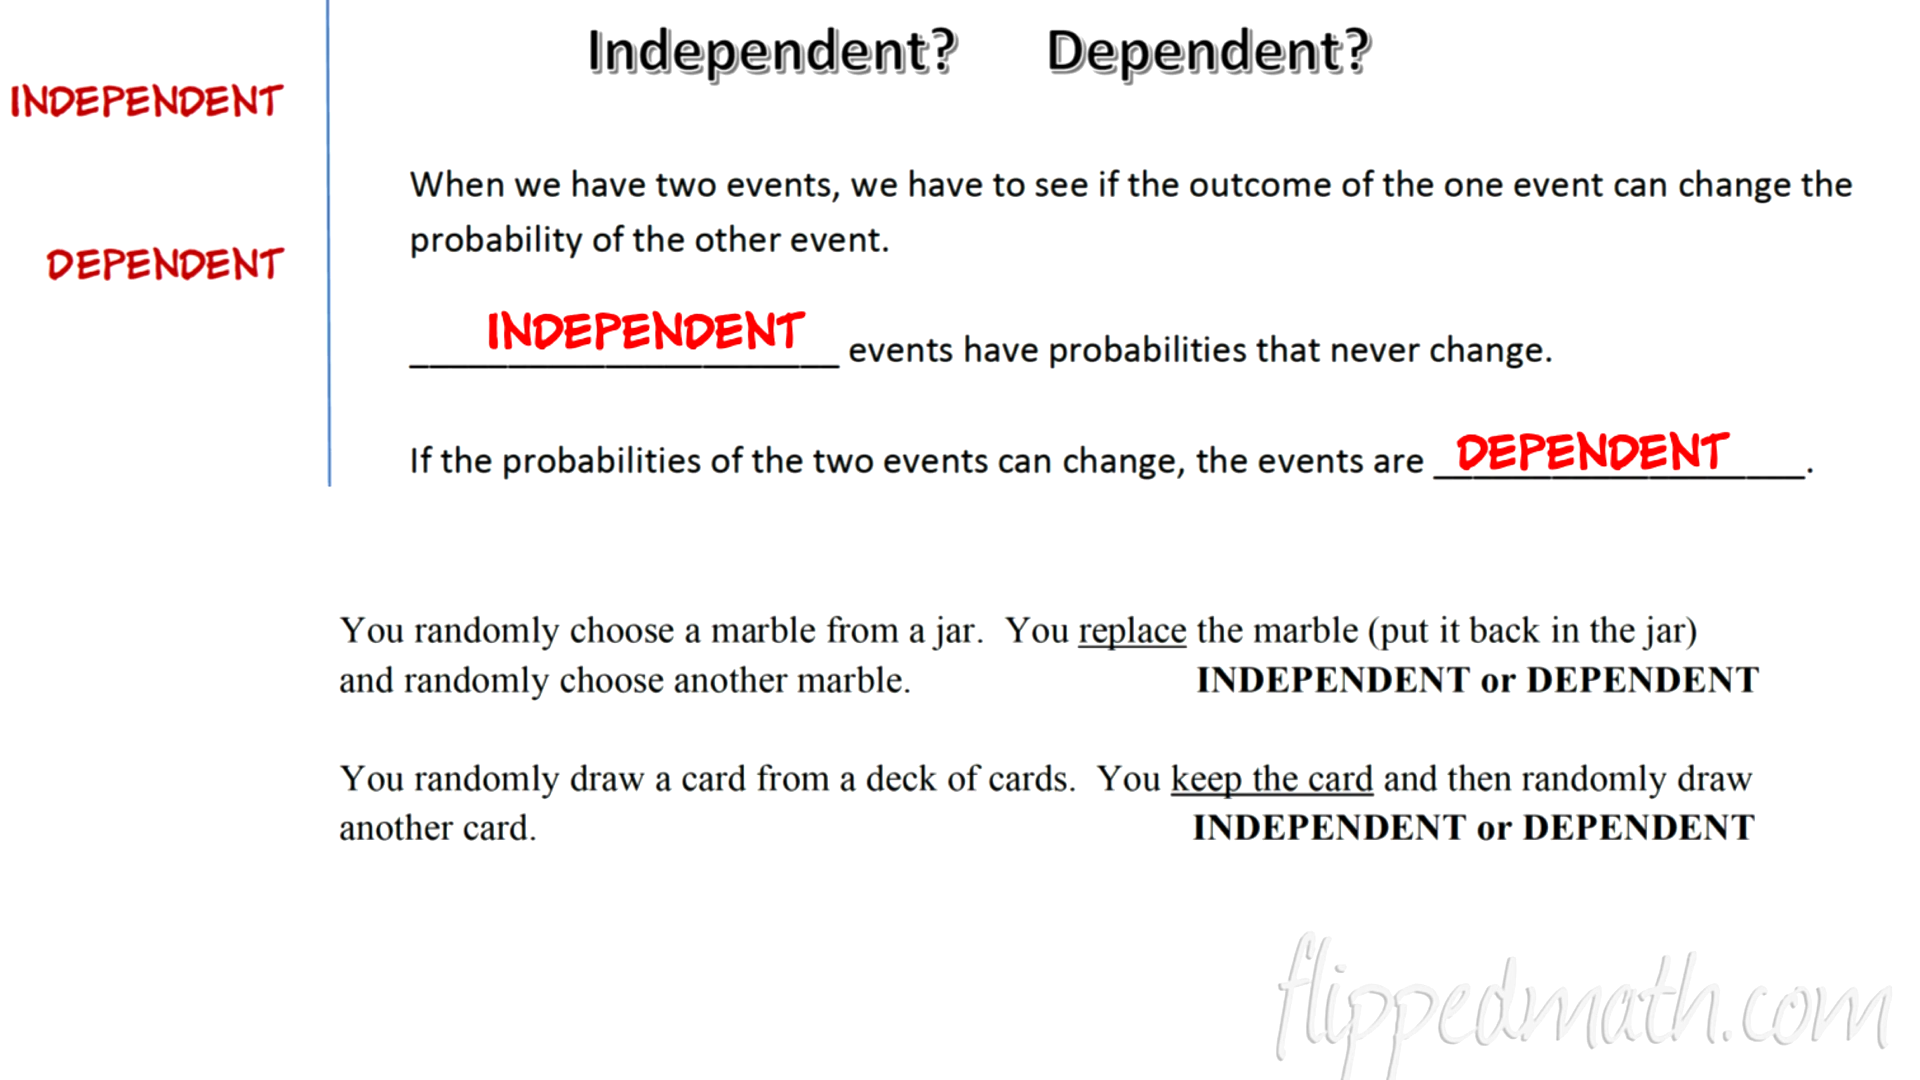 Independent? Dependent?
INDEPENDENT
DEPENDENT
When we have two events, we have to see if the outcome of the one event can change the
probability of the other event.
INDEPENDENT events have probabilities that never change.
If the probabilities of the two events can change, the events are DEPENDENT.
You randomly choose a marble from a jar. You replace the marble (put it back in the jar)
and randomly choose another marble. INDEPENDENT or DEPENDENT
You randomly draw a card from a deck of cards. You keep the card and then randomly draw
another card. INDEPENDENT or DEPENDENT
flippedmath.com